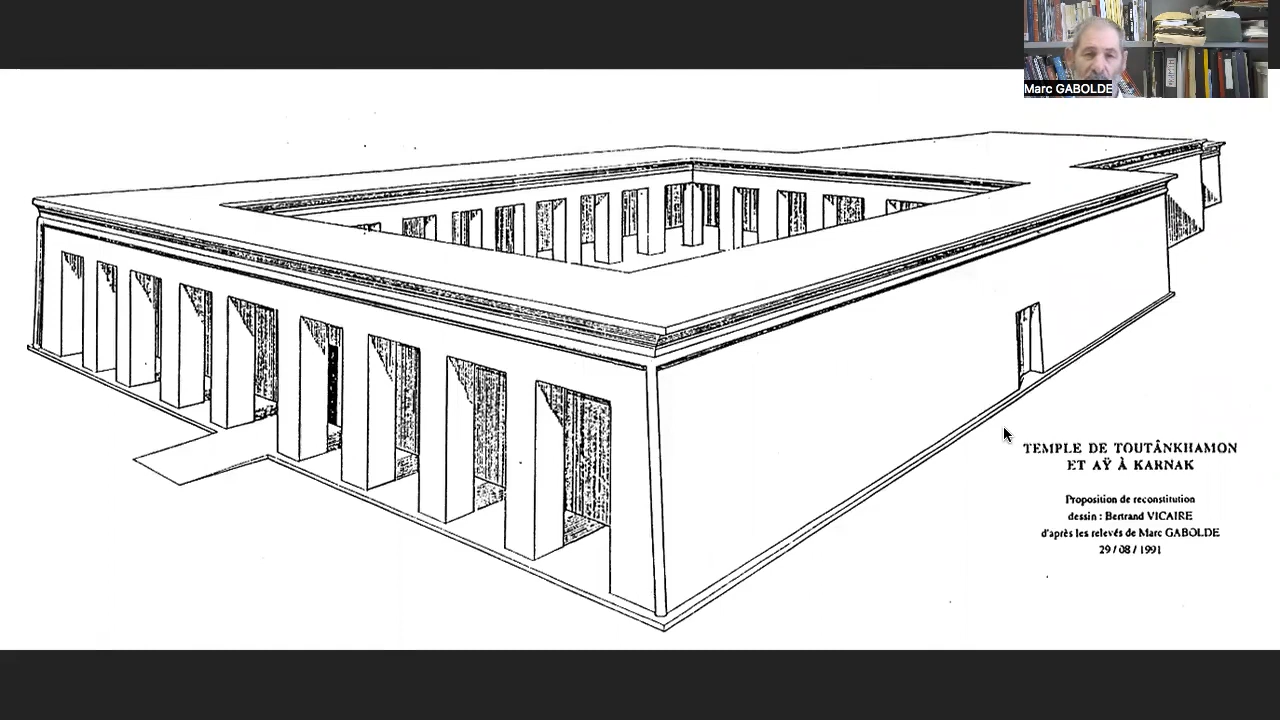 Marc GABOLDE
TEMPLE DE TOUTÂNKHAMON
ET AŸ À KARNAK
Proposition de reconstitution
dessin : Bertrand VICAIRE
d'après les relevés de Marc GABOLDE
29 / 08 / 1991